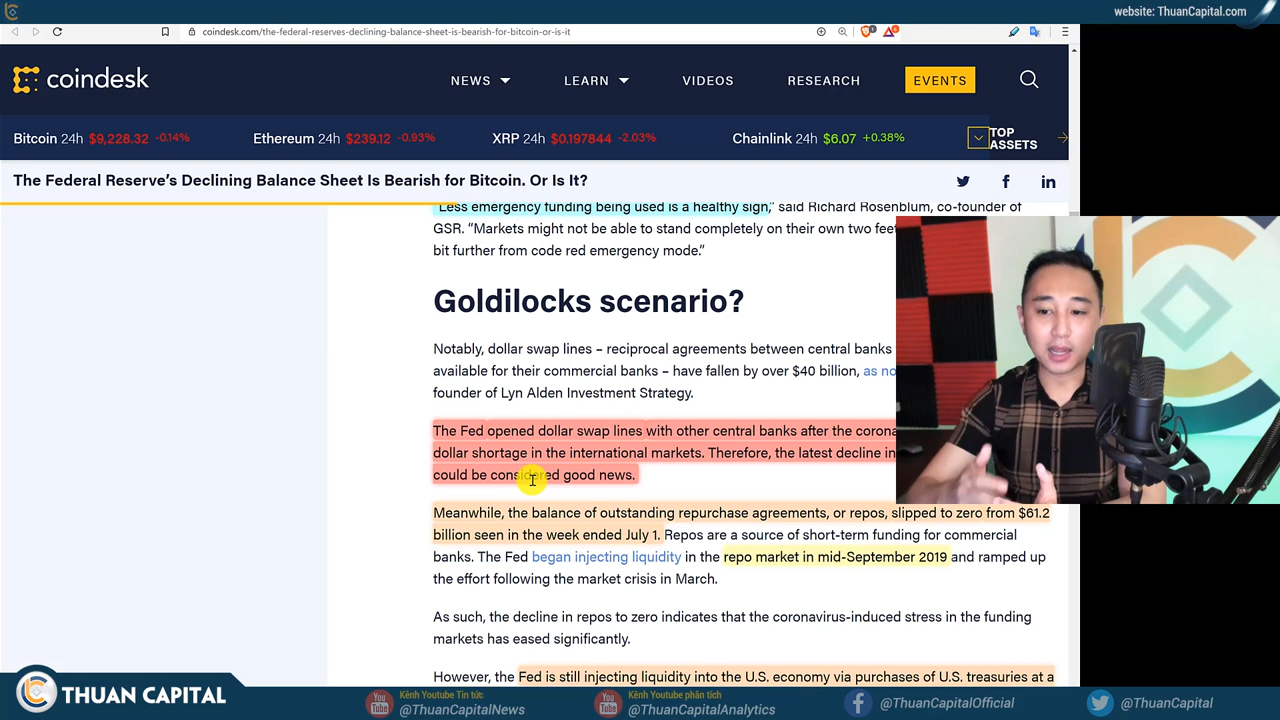 website: ThuanCapital.com
coindesk.com/the-federal-reserves-declining-balance-sheet-is-bearish-for-bitcoin-or-is-it
coindesk
NEWS LEARN VIDEOS RESEARCH EVENTS
Bitcoin 24h $9,228.32 -0.14% Ethereum 24h $239.12 -0.93% XRP 24h $0.197844 -2.03% Chainlink 24h $6.07 +0.38% TOP ASSETS
The Federal Reserve's Declining Balance Sheet Is Bearish for Bitcoin. Or Is It?
"Less emergency funding being used is a healthy sign," said Richard Rosenblum, co-founder of
GSR. "Markets might not be able to stand completely on their own two feet
bit further from code red emergency mode."
Goldilocks scenario?
Notably, dollar swap lines – reciprocal agreements between central banks
available for their commercial banks – have fallen by over $40 billion, as
founder of Lyn Alden Investment Strategy.
The Fed opened dollar swap lines with other central banks after the
dollar shortage in the international markets. Therefore, the latest decline in
could be considered good news.
Meanwhile, the balance of outstanding repurchase agreements, or repos, slipped to zero from $61.2
billion seen in the week ended July 1. Repos are a source of short-term funding for commercial
banks. The Fed began injecting liquidity in the repo market in mid-September 2019 and ramped up
the effort following the market crisis in March.
As such, the decline in repos to zero indicates that the coronavirus-induced stress in the funding
markets has eased significantly.
However, the Fed is still injecting liquidity into the U.S. economy via purchases of U.S. treasuries at a
THUAN CAPITAL
Kênh Youtube Tin tức
@ThuanCapitalNews
Kênh Youtube phân tích
@ThuanCapitalAnalytics
@ThuanCapitalOfficial
@ThuanCapital